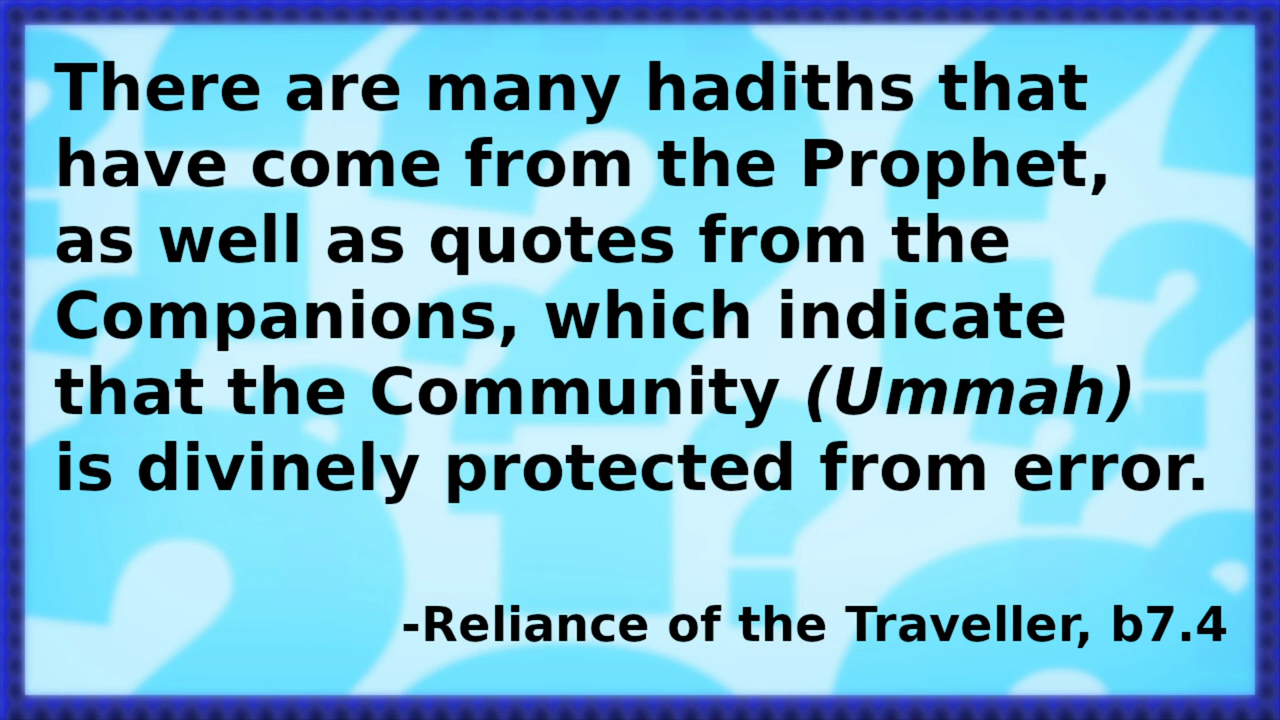 There are many hadiths that
have come from the Prophet,
as well as quotes from the
Companions, which indicate
that the Community (Ummah)
is divinely protected from error.
-Reliance of the Traveller, b7.4